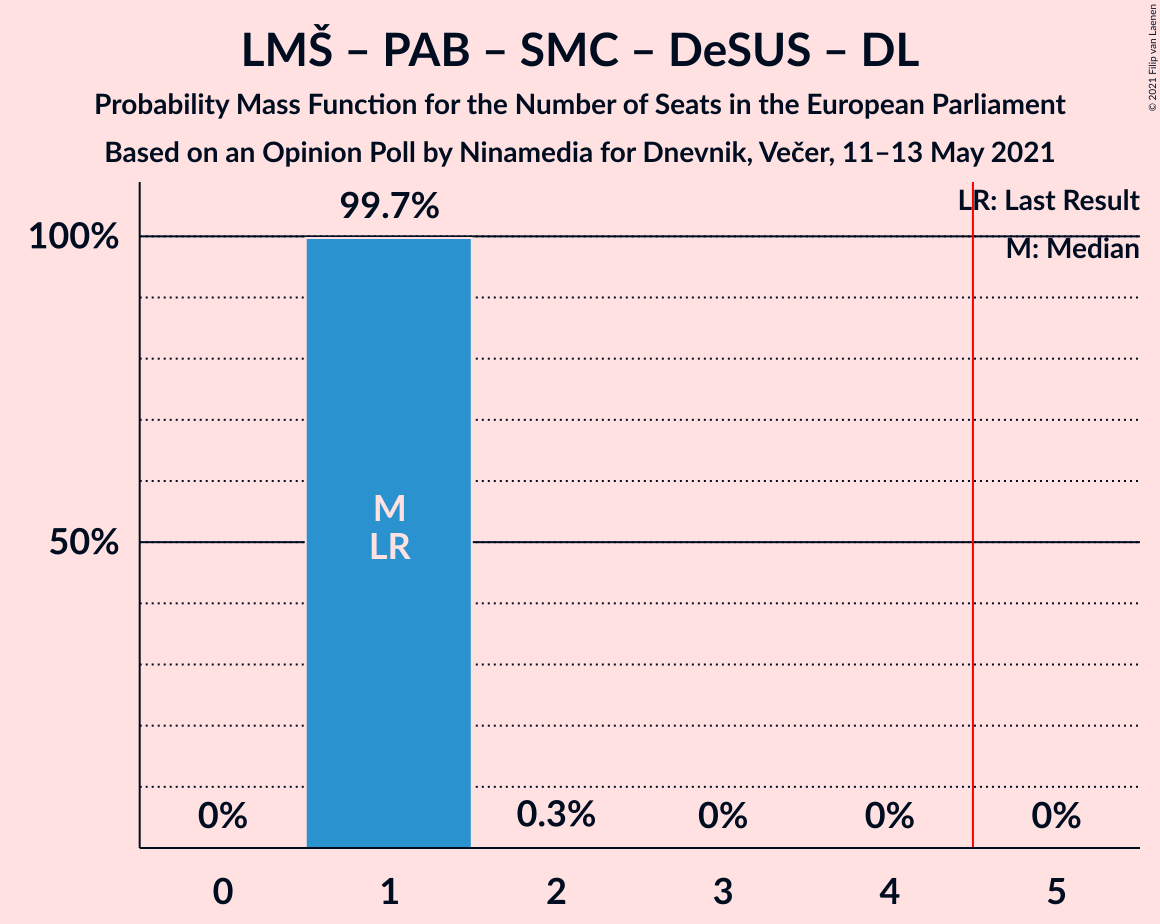 LMŠ – PAB – SMC – DeSUS – DL
Probability Mass Function for the Number of Seats in the European Parliament
Based on an Opinion Poll by Ninamedia for Dnevnik, Večer, 11–13 May 2021
© 2021 Filip van Laenen
LR: Last Result
M: Median
100%
50%
99.7%
M
LR
0%
0.3%
0%
0%
0%
0 1 2 3 4 5